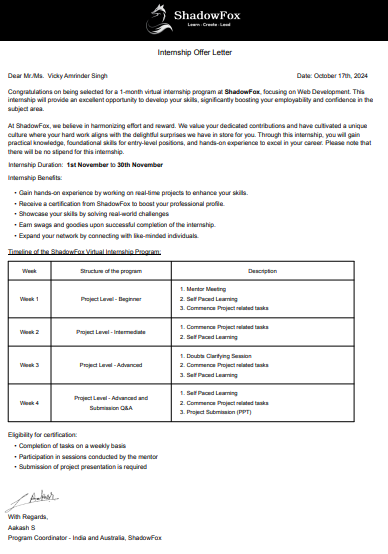 ShadowFox
Learn · Create · Lead
Internship Offer Letter
Dear Mr./Ms. Vicky Amrinder Singh
Date: October 17th, 2024
Congratulations on being selected for a 1-month virtual internship program at ShadowFox, focusing on Web Development. This
internship will provide an excellent opportunity to develop your skills, significantly boosting your employability and confidence in the
subject area.
At ShadowFox, we believe in harmonizing effort and reward. We value your dedicated contributions and have cultivated a unique
culture where your hard work aligns with the delightful surprises we have in store for you. Through this internship, you will gain
practical knowledge, foundational skills for entry-level positions, and hands-on experience to excel in your career. Please note that
there will be no stipend for this internship.
Internship Duration: 1st November to 30th November
Internship Benefits:
• Gain hands-on experience by working on real-time projects to enhance your skills.
• Receive a certification from ShadowFox to boost your professional profile.
• Showcase your skills by solving real-world challenges
• Earn swags and goodies upon successful completion of the internship.
• Expand your network by connecting with like-minded individuals.
Timeline of the ShadowFox Virtual Internship Program:
Week
Structure of the program
Description
Week 1
Project Level - Beginner
1. Mentor Meeting
2. Self Paced Learning
3. Commence Project related tasks
Week 2
Project Level - Intermediate
1. Commence Project related tasks
2. Self Paced Learning
Week 3
Project Level - Advanced
1. Doubts Clarifying Session
2. Commence Project related tasks
3. Self Paced Learning
Week 4
Project Level - Advanced and
Submission Q&A
1. Self Paced Learning
2. Commence Project related tasks
3. Project Submission (PPT)
Eligibility for certification:
• Completion of tasks on a weekly basis
• Participation in sessions conducted by the mentor
• Submission of project presentation is required
Aakash
With Regards,
Aakash S
Program Coordinator - India and Australia, ShadowFox